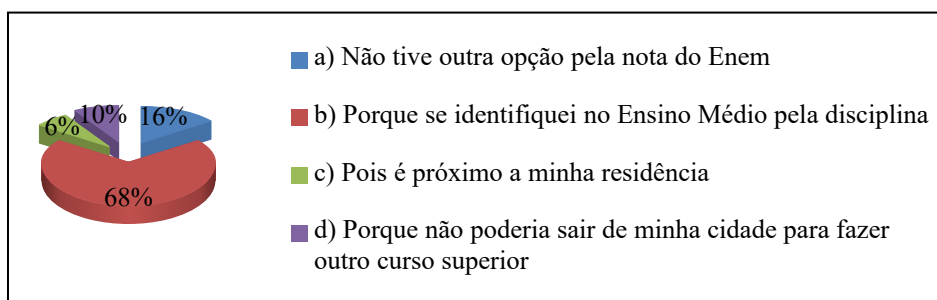 a) Não tive outra opção pela nota do Enem
10%
16%
6%
b) Porque se identifiquei no Ensino Médio pela disciplina
c) Pois é próximo a minha residência
68%
d) Porque não poderia sair de minha cidade para fazer
outro curso superior